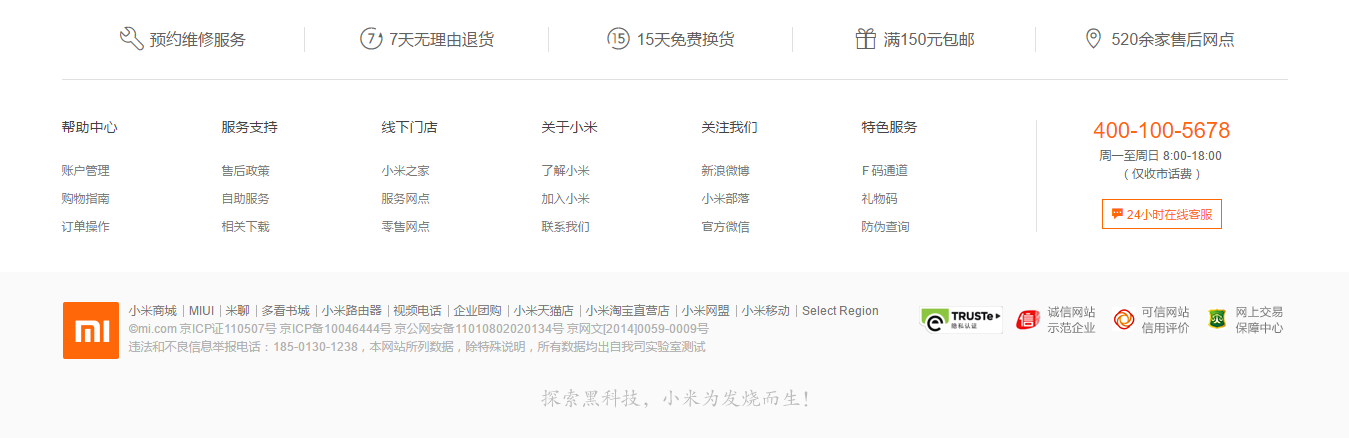 预约维修服务 7天无理由退货 15天免费换货 满150元包邮 520余家售后网点
帮助中心 服务支持 线下门店 关于小米 关注我们 特色服务
账户管理 售后政策 小米之家 了解小米 新浪微博 F 码通道
购物指南 自助服务 服务网点 加入小米 小米部落 礼物码
订单操作 相关下载 零售网点 联系我们 官方微信 防伪查询
400-100-5678
周一至周日 8:00-18:00
（仅收市话费）
24小时在线客服
小米商城｜MIUI｜米聊｜多看书城｜小米路由器｜视频电话｜企业团购｜小米天猫店｜小米淘宝直营店｜小米网盟｜小米移动｜Select Region
©mi.com 京ICP证110507号 京ICP备10046444号 京公网安备11010802020134号 京网文[2014]0059-0009号
违法和不良信息举报电话：185-0130-1238，本网站所列数据，除特殊说明，所有数据均出自我司实验室测试
TRUSTe
隐私认证
诚信网站
示范企业
可信网站
信用评价
网上交易
保障中心
探索黑科技，小米为发烧而生！